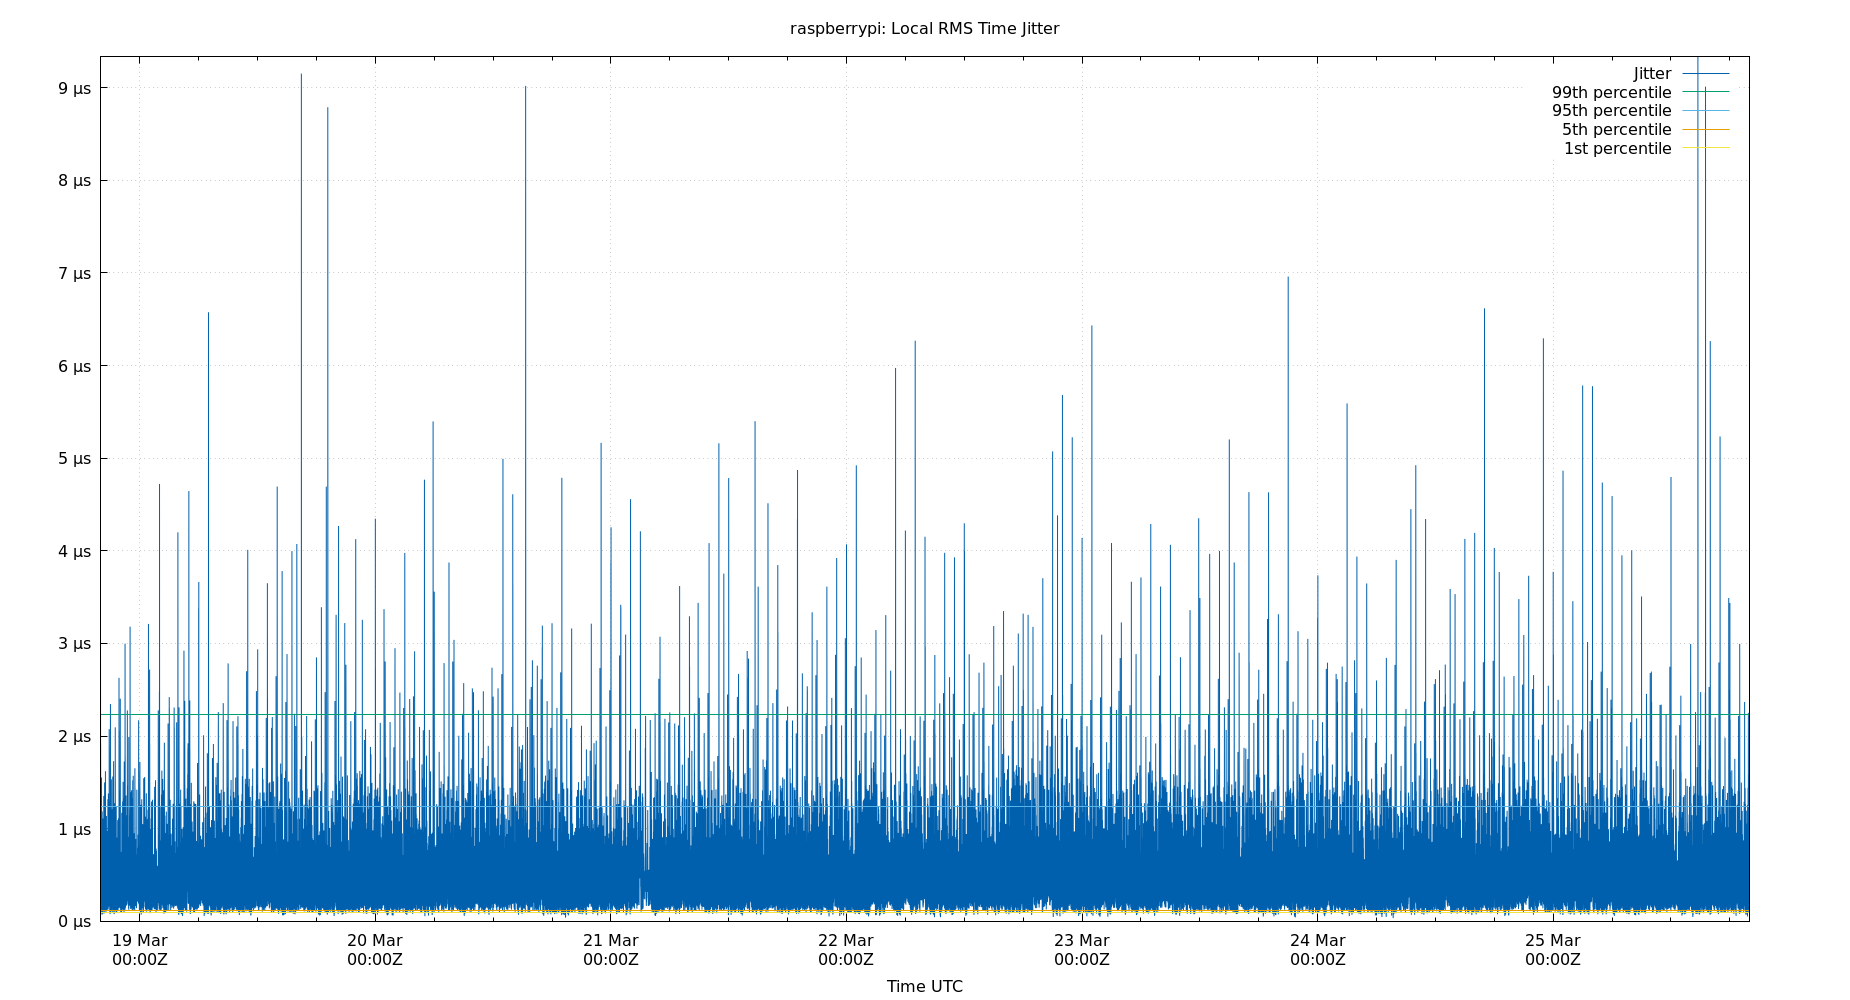 raspberrypi: Local RMS Time Jitter
Jitter
99th percentile
95th percentile
5th percentile
1st percentile
9 µs
8 µs
7 µs
6 µs
5 µs
4 µs
3 µs
2 µs
1 µs
0 µs
19 Mar
00:00Z
20 Mar
00:00Z
21 Mar
00:00Z
22 Mar
00:00Z
23 Mar
00:00Z
24 Mar
00:00Z
25 Mar
00:00Z
Time UTC